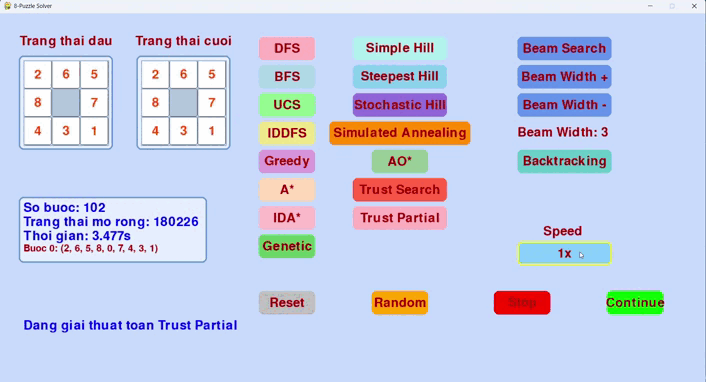 8-Puzzle Solver
Trang thai dau
Trang thai cuoi
2 6 5
8 7
4 3 1
2 6 5
8 7
4 3 1
DFS
BFS
UCS
IDDFS
Greedy
A*
IDA*
Genetic
Simple Hill
Steepest Hill
Stochastic Hill
Simulated Annealing
AO*
Trust Search
Trust Partial
Beam Search
Beam Width +
Beam Width -
Beam Width: 3
Backtracking
So buoc: 102
Trang thai mo rong: 180226
Thoi gian: 3.477s
Buoc 0: (2, 6, 5, 8, 0, 7, 4, 3, 1)
Speed
1x
Reset
Random
Stop
Continue
Dang giai thuat toan Trust Partial